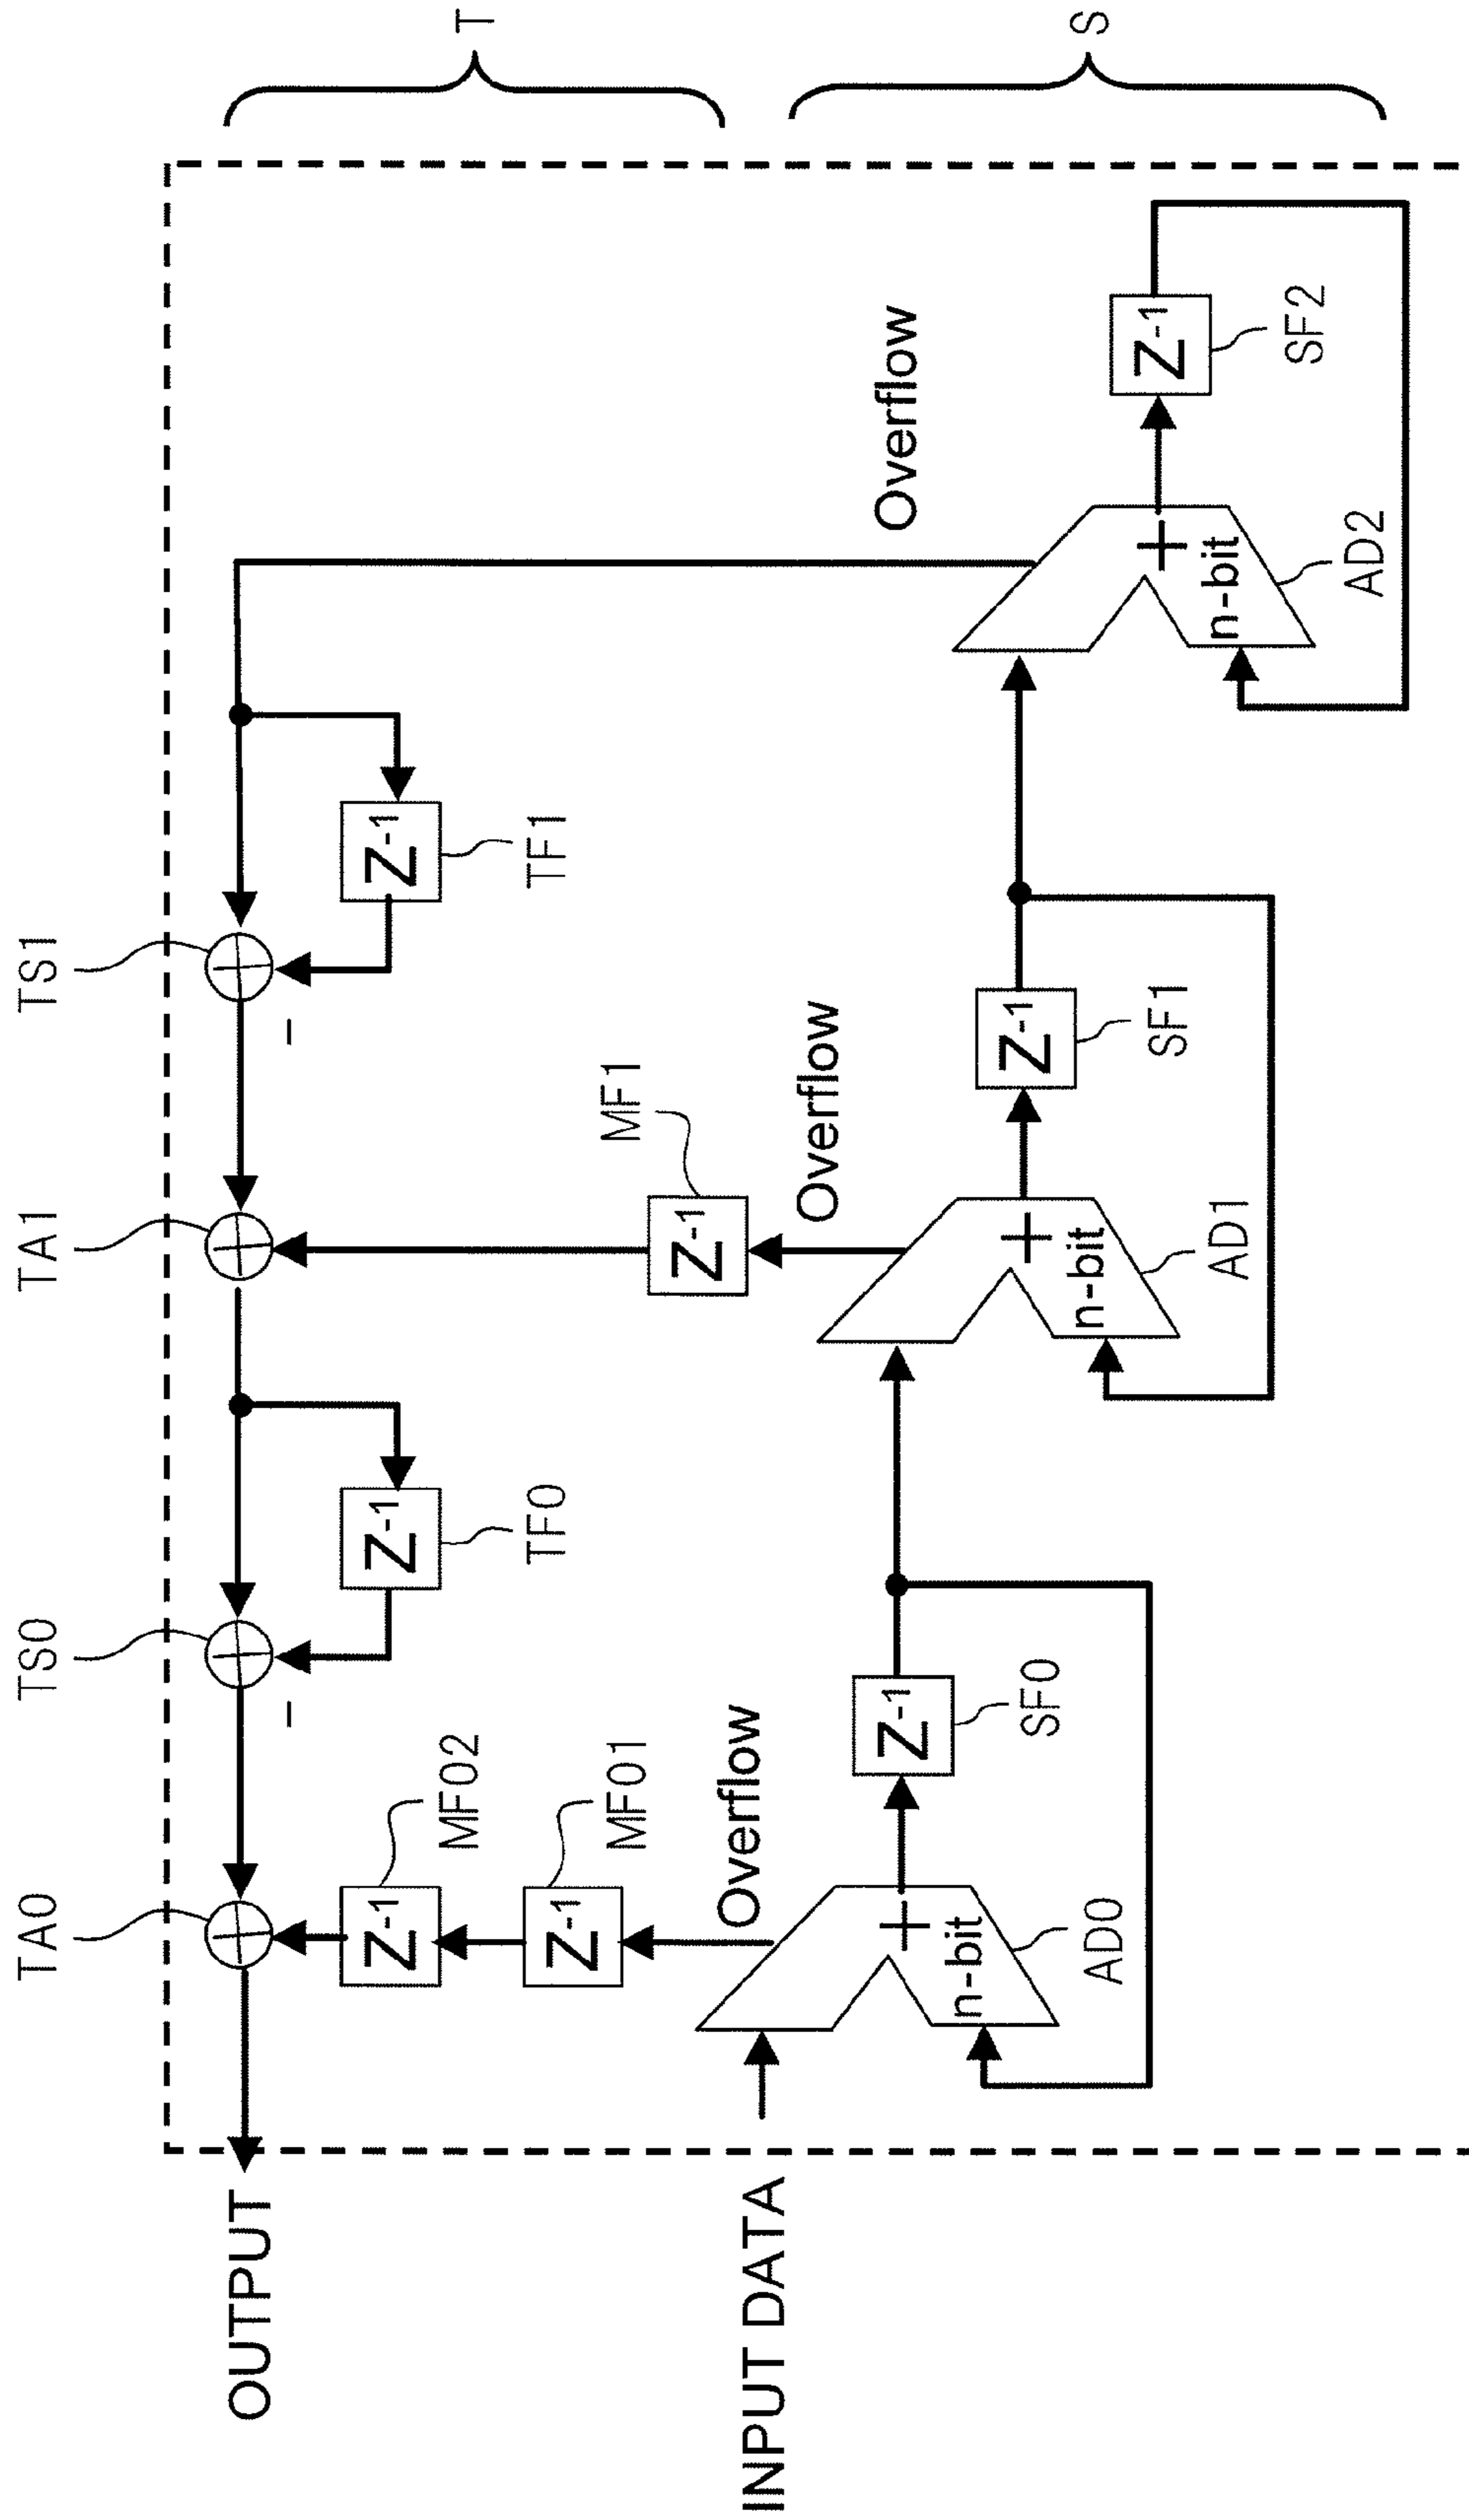 TA0
TS0
TA1
TS1
T
OUTPUT
Z-1
MF02
Z-1
TF0
Z-1
TF1
-
-
Z-1
MF01
Z-1
MF1
INPUT DATA
Overflow
Overflow
Overflow
S
+
n-bit
AD0
Z-1
SF0
+
n-bit
AD1
Z-1
SF1
+
n-bit
AD2
Z-1
SF2